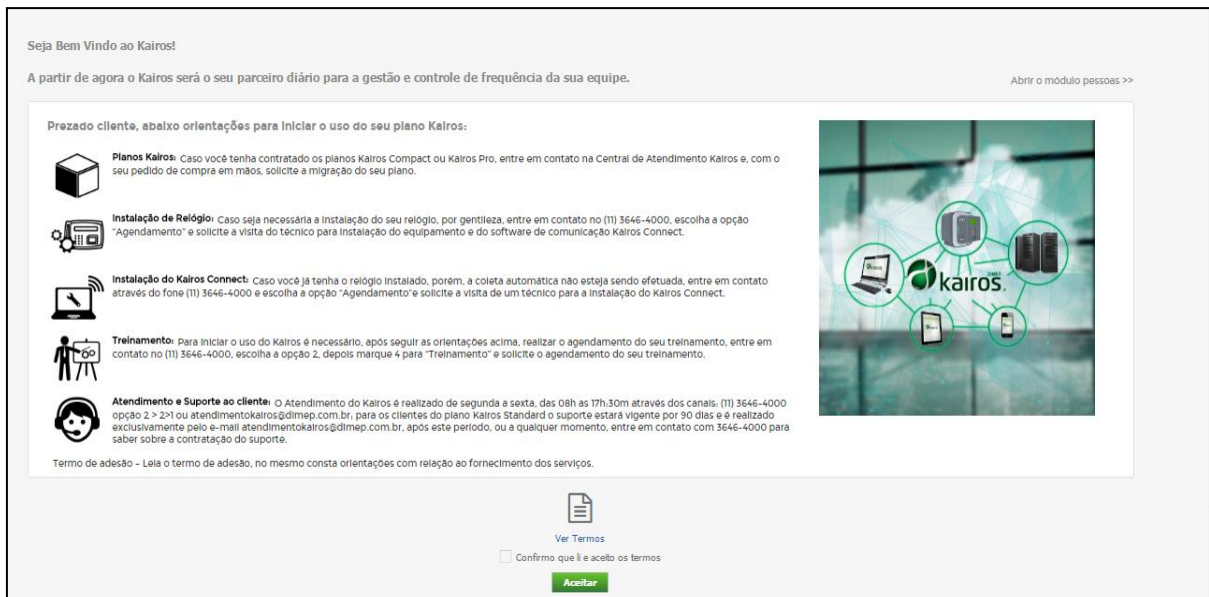 Seja Bem Vindo ao Kairos!
A partir de agora o Kairos será o seu parceiro diário para a gestão e controle de frequência da sua equipe.
Abrir o módulo pessoas >>
Prezado cliente, abaixo orientações para iniciar o uso do seu plano Kairos:
Planos Kairos: Caso você tenha contratado os planos Kairos Compact ou Kairos Pro, entre em contato na Central de Atendimento Kairos e, com o
seu pedido de compra em mãos, solicite a migração do seu plano.
Instalação de Relógio: Caso seja necessária a instalação do seu relógio, por gentileza, entre em contato no (11) 3646-4000, escolha a opção
"Agendamento" e solicite a visita do técnico para instalação do equipamento e do software de comunicação Kairos Connect.
Instalação do Kairos Connect: Caso você já tenha o relógio instalado, porém, a coleta automática não esteja sendo efetuada, entre em contato
através do fone (11) 3646-4000 e escolha a opção "Agendamento"e solicite a visita de um técnico para a instalação do Kairos Connect.
Treinamento: Para iniciar o uso do Kairos é necessário, após seguir as orientações acima, realizar o agendamento do seu treinamento, entre em
contato no (11) 3646-4000, escolha a opção 2, depois marque 4 para "Treinamento" e solicite o agendamento do seu treinamento.
Atendimento e Suporte ao cliente: O Atendimento do Kairos é realizado de segunda a sexta, das 08h as 17h:30m através dos canais: (11) 3646-4000
opção 2 > 2>1 ou atendimentokairos@dimep.com.br; para os clientes do plano Kairos Standard o suporte estará vigente por 90 dias e é realizado
exclusivamente pelo e-mail atendimentokairos@dimep.com.br, após este período, ou a qualquer momento, entre em contato com 3646-4000 para
saber sobre a contratação do suporte.
Termo de adesão - Leia o termo de adesão, no mesmo consta orientações com relação ao fornecimento dos serviços.
DIMEP
kairos
Ver Termos
Confirmo que li e aceito os termos
Aceitar